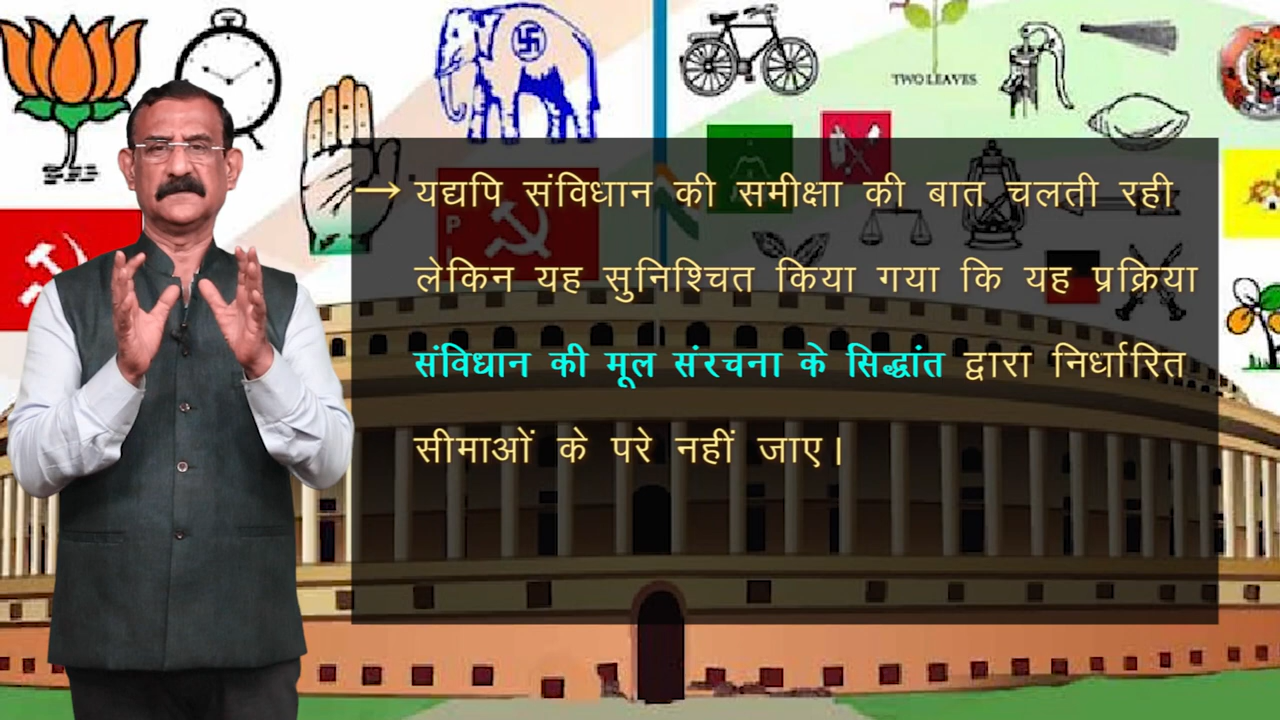 TWO LEAVES
→ यद्यपि संविधान की समीक्षा की बात चलती रही
लेकिन यह सुनिश्चित किया गया कि यह प्रक्रिया
संविधान की मूल संरचना के सिद्धांत द्वारा निर्धारित
सीमाओं के परे नहीं जाए।